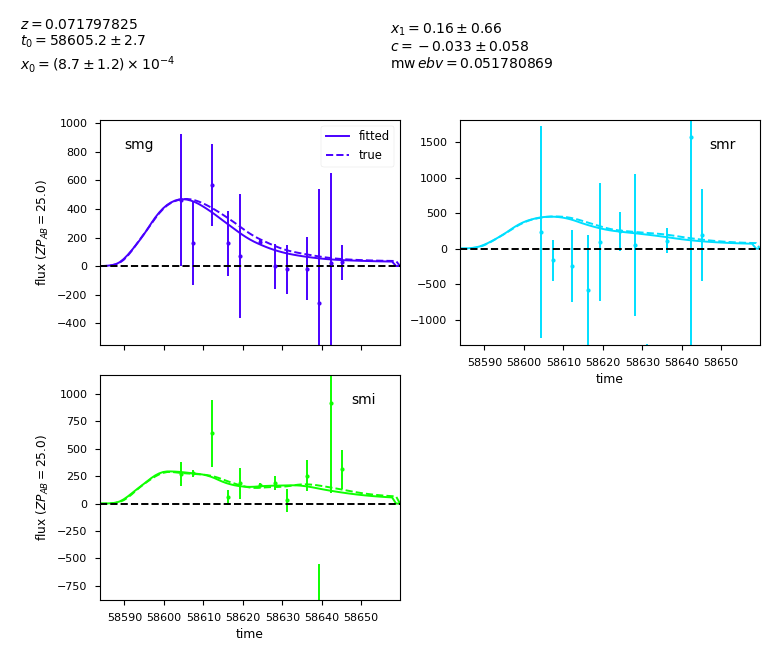 z = 0.071797825
t₀ = 58605.2 ± 2.7
x₀ = (8.7 ± 1.2) × 10⁻⁴
x₁ = 0.16 ± 0.66
c = −0.033 ± 0.058
mw ebv = 0.051780869
smg
fitted
true
flux (ZP_AB = 25.0)
1000
800
600
400
200
0
−200
−400
smr
1500
1000
500
0
−500
−1000
58590 58600 58610 58620 58630 58640 58650
time
smi
flux (ZP_AB = 25.0)
1000
750
500
250
0
−250
−500
−750
58590 58600 58610 58620 58630 58640 58650
time